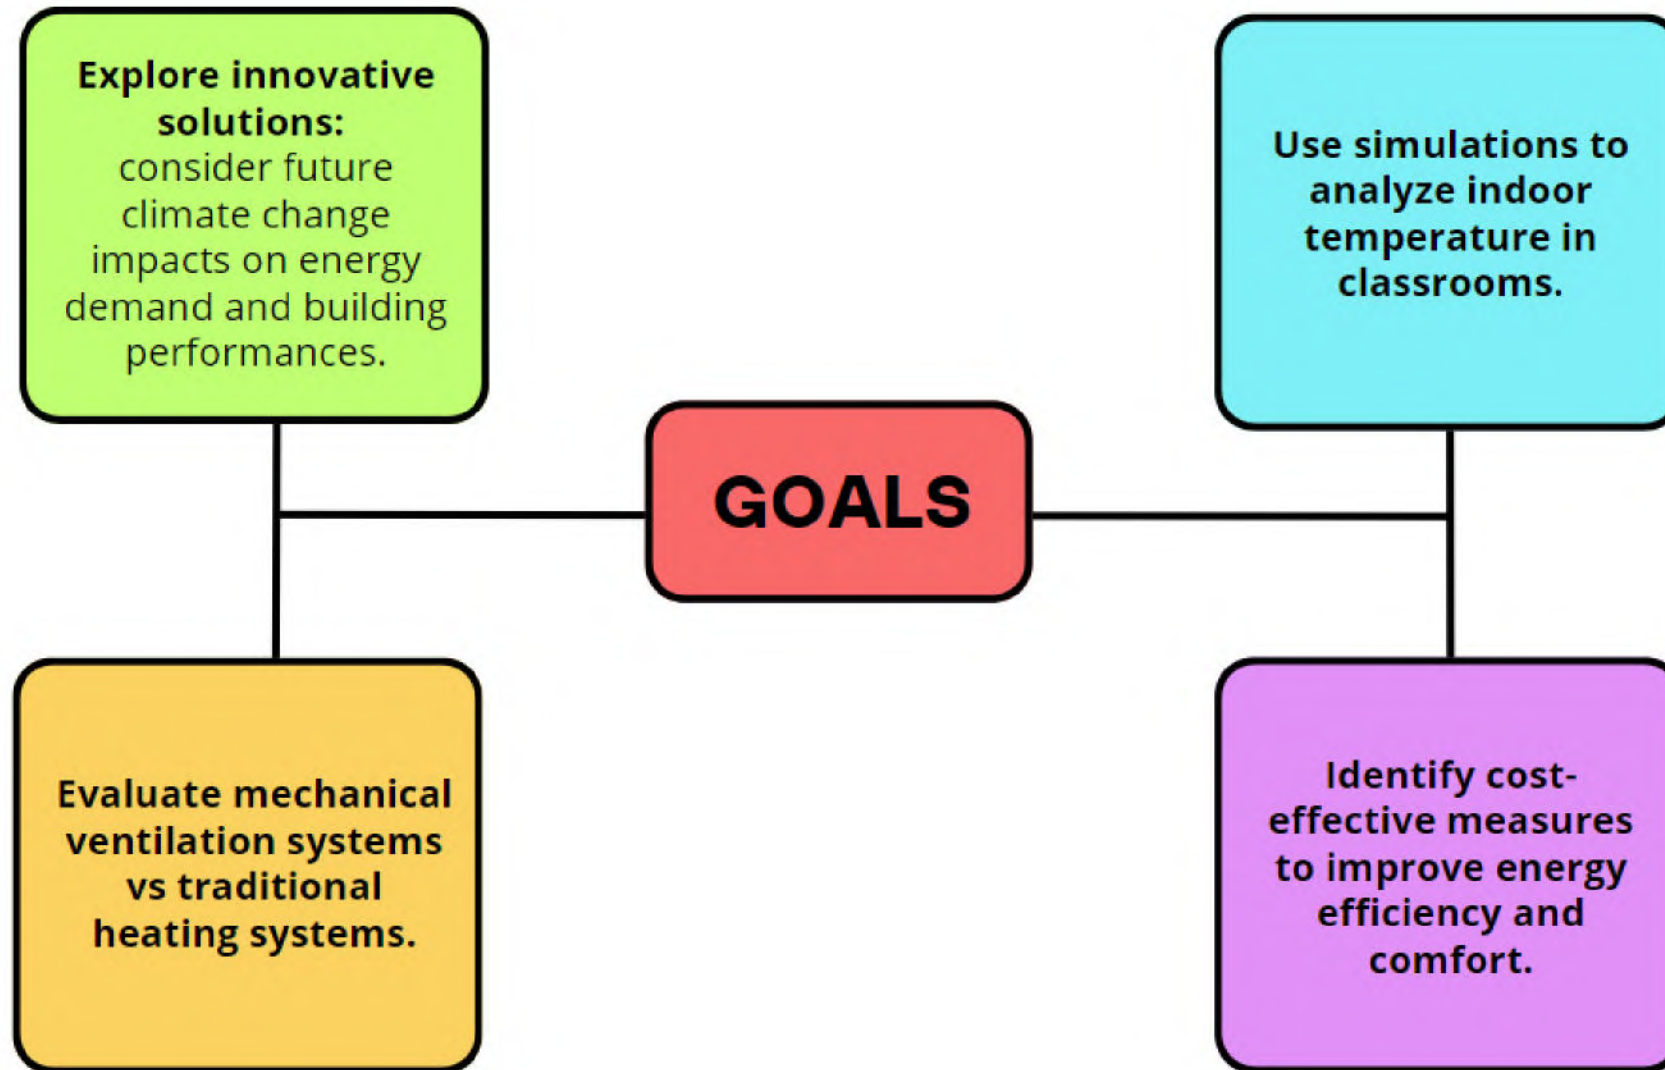 Explore innovative
solutions:
consider future
climate change
impacts on energy
demand and building
performances.
Use simulations to
analyze indoor
temperature in
classrooms.
GOALS
Evaluate mechanical
ventilation systems
vs traditional
heating systems.
Identify cost-
effective measures
to improve energy
efficiency and
comfort.